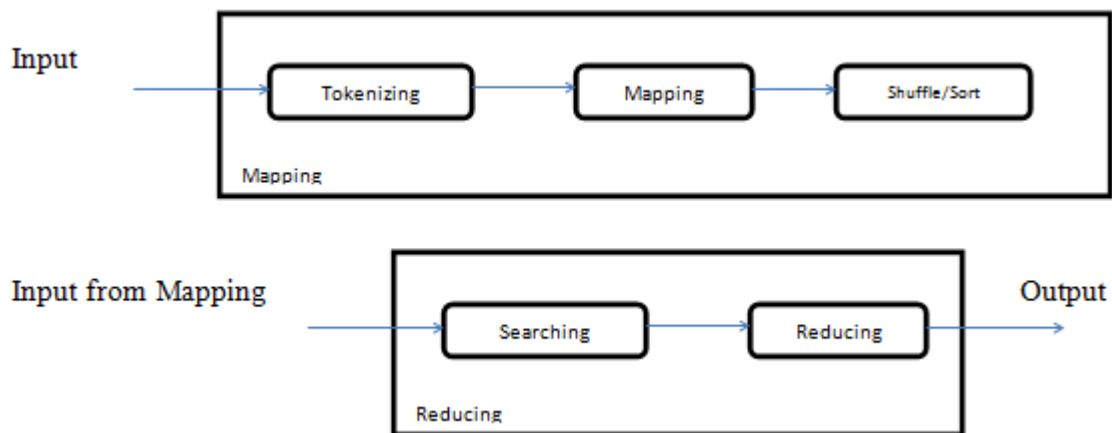 Input
Tokenizing
Mapping
Shuffle/Sort
Mapping
Input from Mapping
Output
Searching
Reducing
Reducing